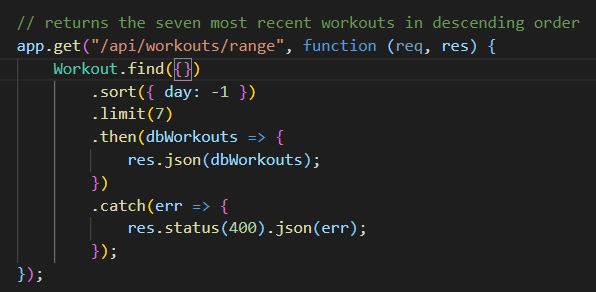 // returns the seven most recent workouts in descending order
app.get("/api/workouts/range", function (req, res) {
    Workout.find({})
        .sort({ day: -1 })
        .limit(7)
        .then(dbWorkouts => {
            res.json(dbWorkouts);
        })
        .catch(err => {
            res.status(400).json(err);
        });
});